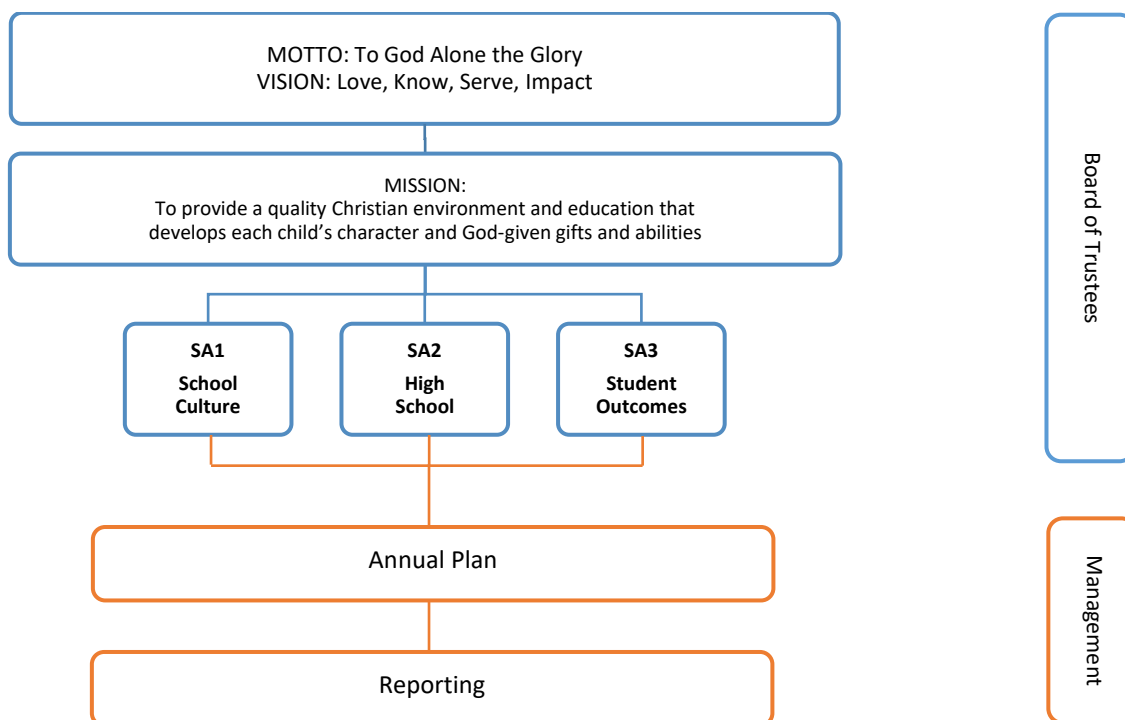 MOTTO: To God Alone the Glory
VISION: Love, Know, Serve, Impact
MISSION:
To provide a quality Christian environment and education that
develops each child’s character and God-given gifts and abilities
SA1
School
Culture
SA2
High
School
SA3
Student
Outcomes
Annual Plan
Reporting
Board of Trustees
Management